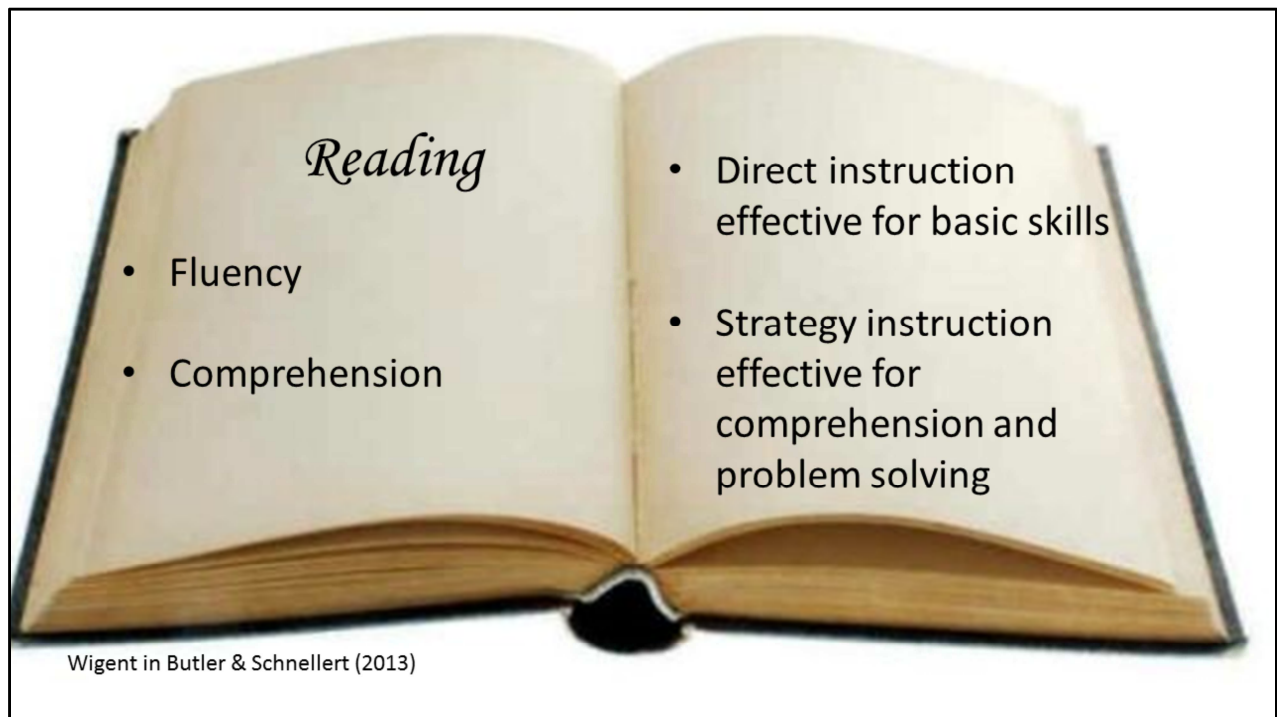 Reading
• Fluency
• Comprehension
• Direct instruction
effective for basic skills
• Strategy instruction
effective for
comprehension and
problem solving
Wigent in Butler & Schnellert (2013)